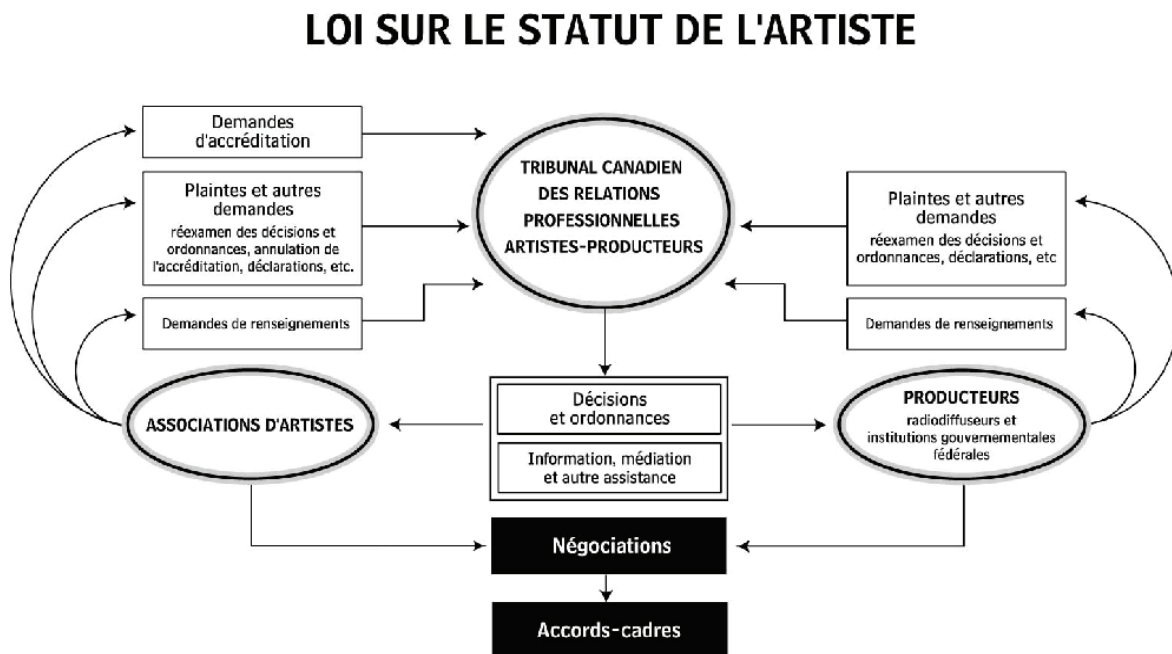 LOI SUR LE STATUT DE L'ARTISTE
Demandes
d'accréditation
Plaintes et autres
demandes
réexamen des décisions et
ordonnances, annulation de
l'accréditation, déclarations, etc.
Demandes de renseignements
ASSOCIATIONS D'ARTISTES
TRIBUNAL CANADIEN
DES RELATIONS
PROFESSIONNELLES
ARTISTES-PRODUCTEURS
Décisions
et ordonnances
Information, médiation
et autre assistance
Plaintes et autres
demandes
réexamen des décisions et
ordonnances, déclarations, etc
Demandes de renseignements
PRODUCTEURS
radiodiffuseurs et
institutions gouvernementales
fédérales
Négociations
Accords-cadres